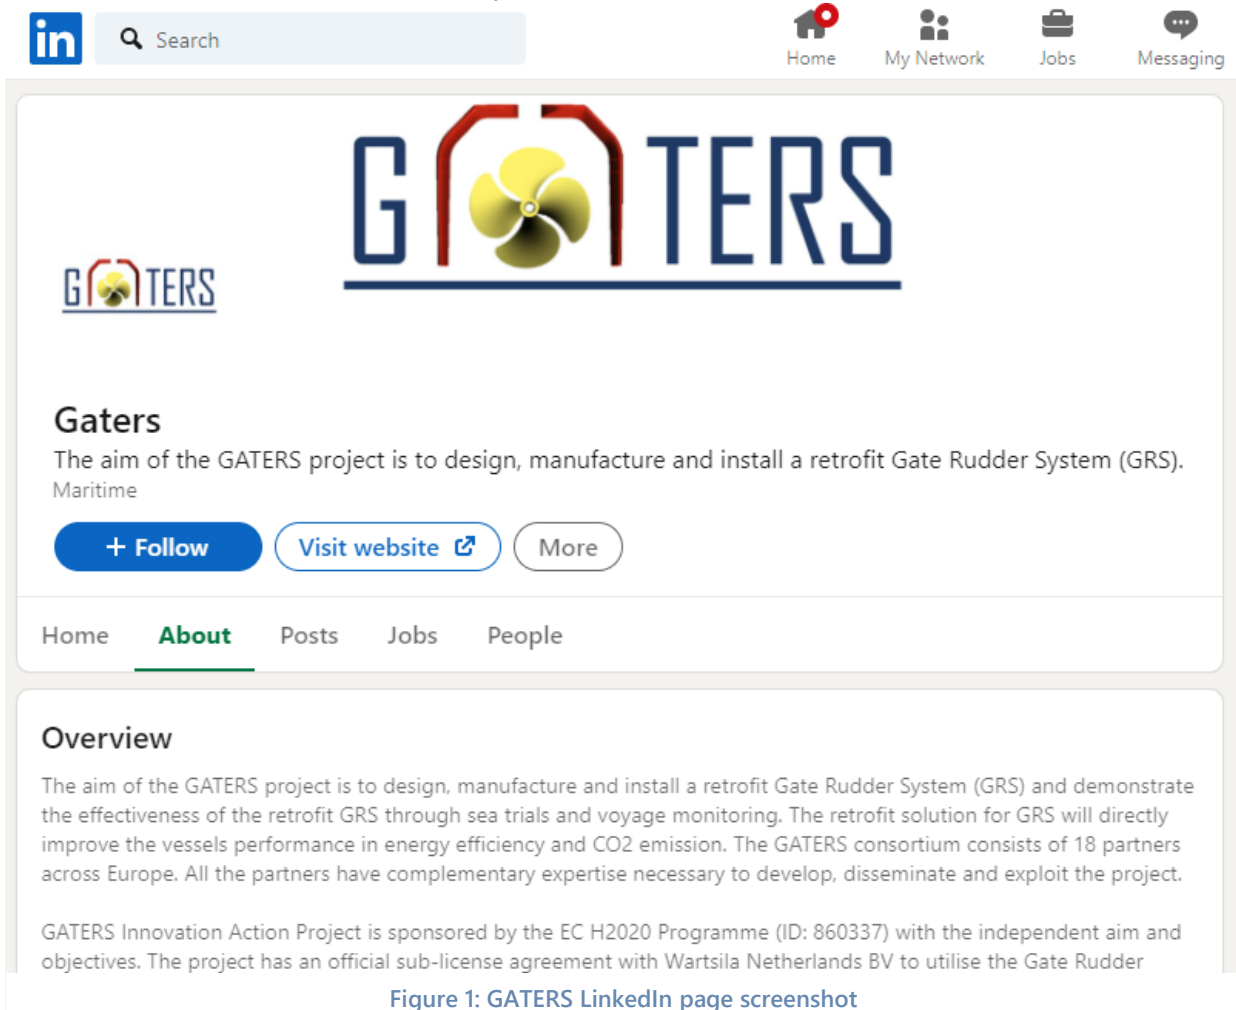 in
Search
Home
My Network
Jobs
Messaging
G TERS
G TERS
Gaters
The aim of the GATERS project is to design, manufacture and install a retrofit Gate Rudder System (GRS).
Maritime
+ Follow
Visit website
More
Home
About
Posts
Jobs
People
Overview
The aim of the GATERS project is to design, manufacture and install a retrofit Gate Rudder System (GRS) and demonstrate
the effectiveness of the retrofit GRS through sea trials and voyage monitoring. The retrofit solution for GRS will directly
improve the vessels performance in energy efficiency and CO2 emission. The GATERS consortium consists of 18 partners
across Europe. All the partners have complementary expertise necessary to develop, disseminate and exploit the project.
GATERS Innovation Action Project is sponsored by the EC H2020 Programme (ID: 860337) with the independent aim and
objectives. The project has an official sub-license agreement with Wartsila Netherlands BV to utilise the Gate Rudder
Figure 1: GATERS LinkedIn page screenshot